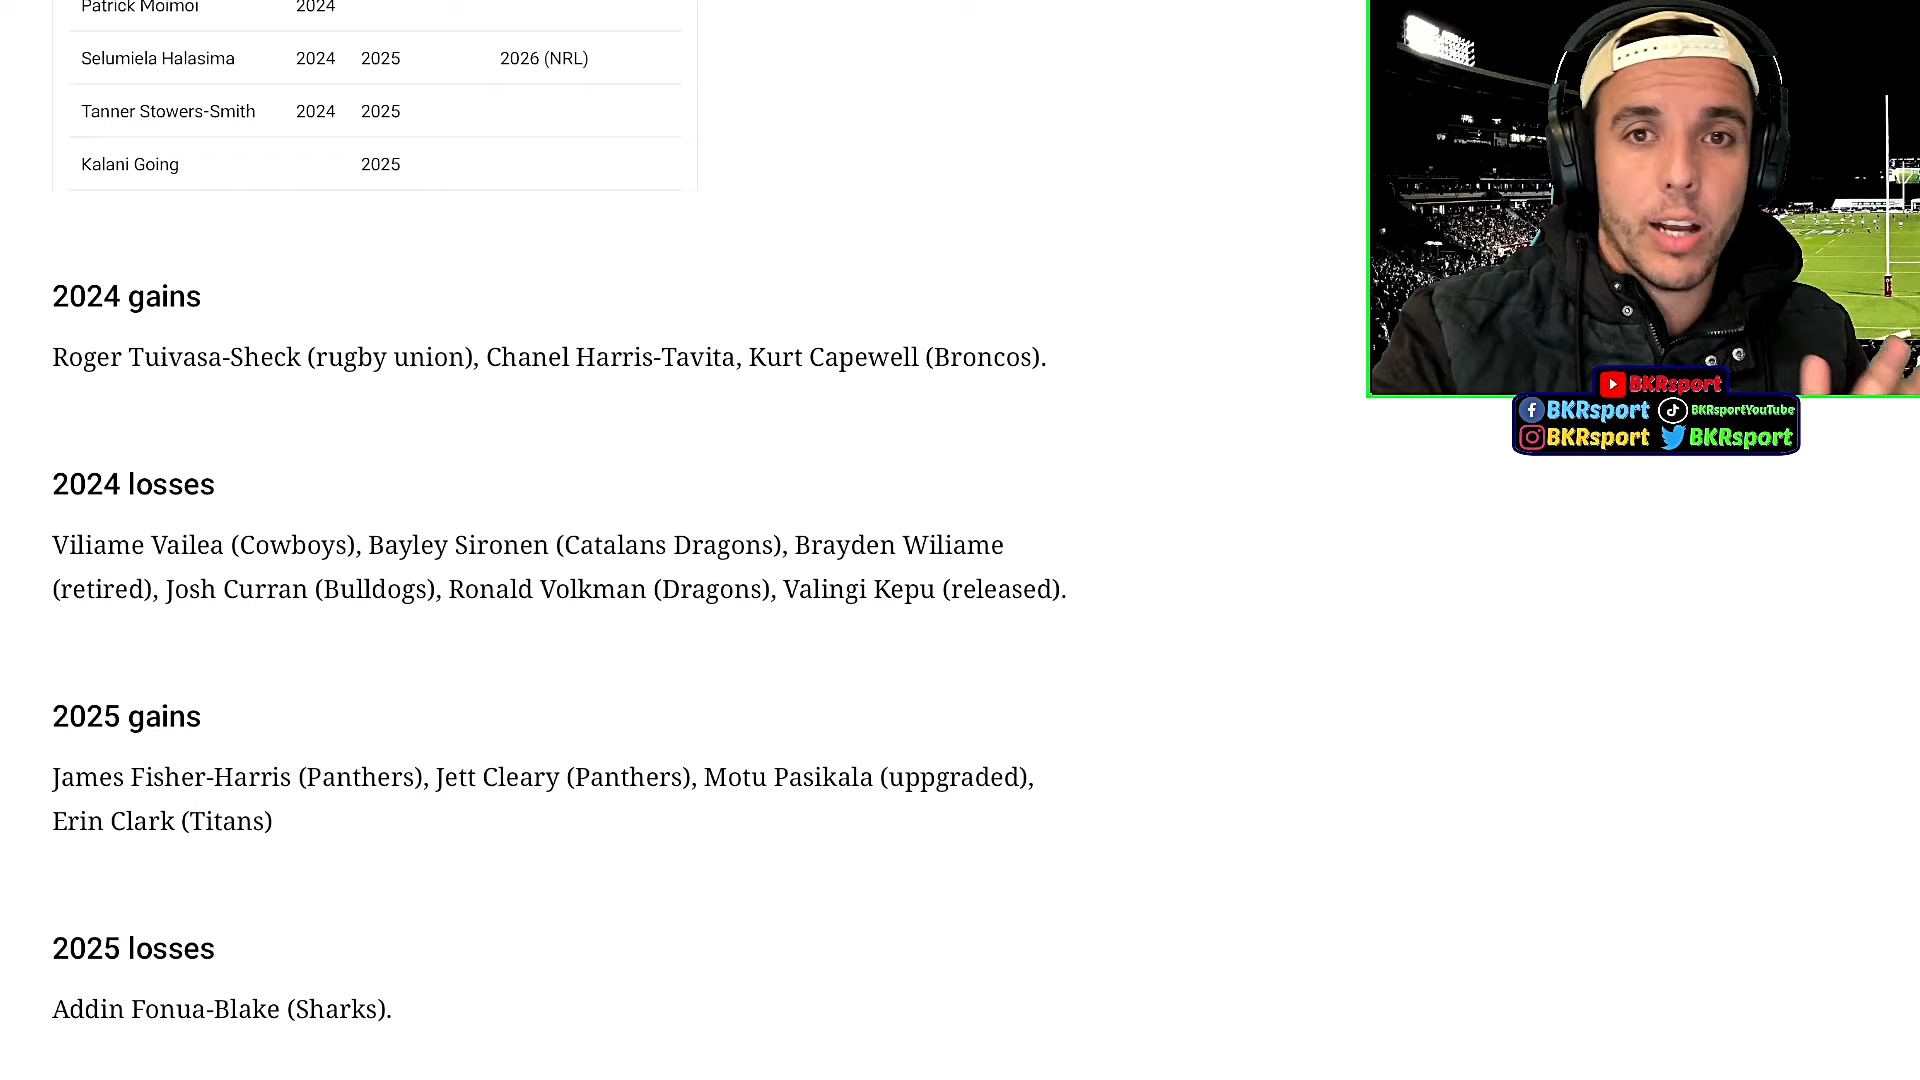 Patrick Moimoi 2024
Selumiela Halasima 2024 2025 2026 (NRL)
Tanner Stowers-Smith 2024 2025
Kalani Going 2025
2024 gains
Roger Tuivasa-Sheck (rugby union), Chanel Harris-Tavita, Kurt Capewell (Broncos).
2024 losses
Viliame Vailea (Cowboys), Bayley Sironen (Catalans Dragons), Brayden Wiliame
(retired), Josh Curran (Bulldogs), Ronald Volkman (Dragons), Valingi Kepu (released).
2025 gains
James Fisher-Harris (Panthers), Jett Cleary (Panthers), Motu Pasikala (uppgraded),
Erin Clark (Titans)
2025 losses
Addin Fonua-Blake (Sharks).
BKRsport
BKRsport BKRsportYouTube
BKRsport BKRsport